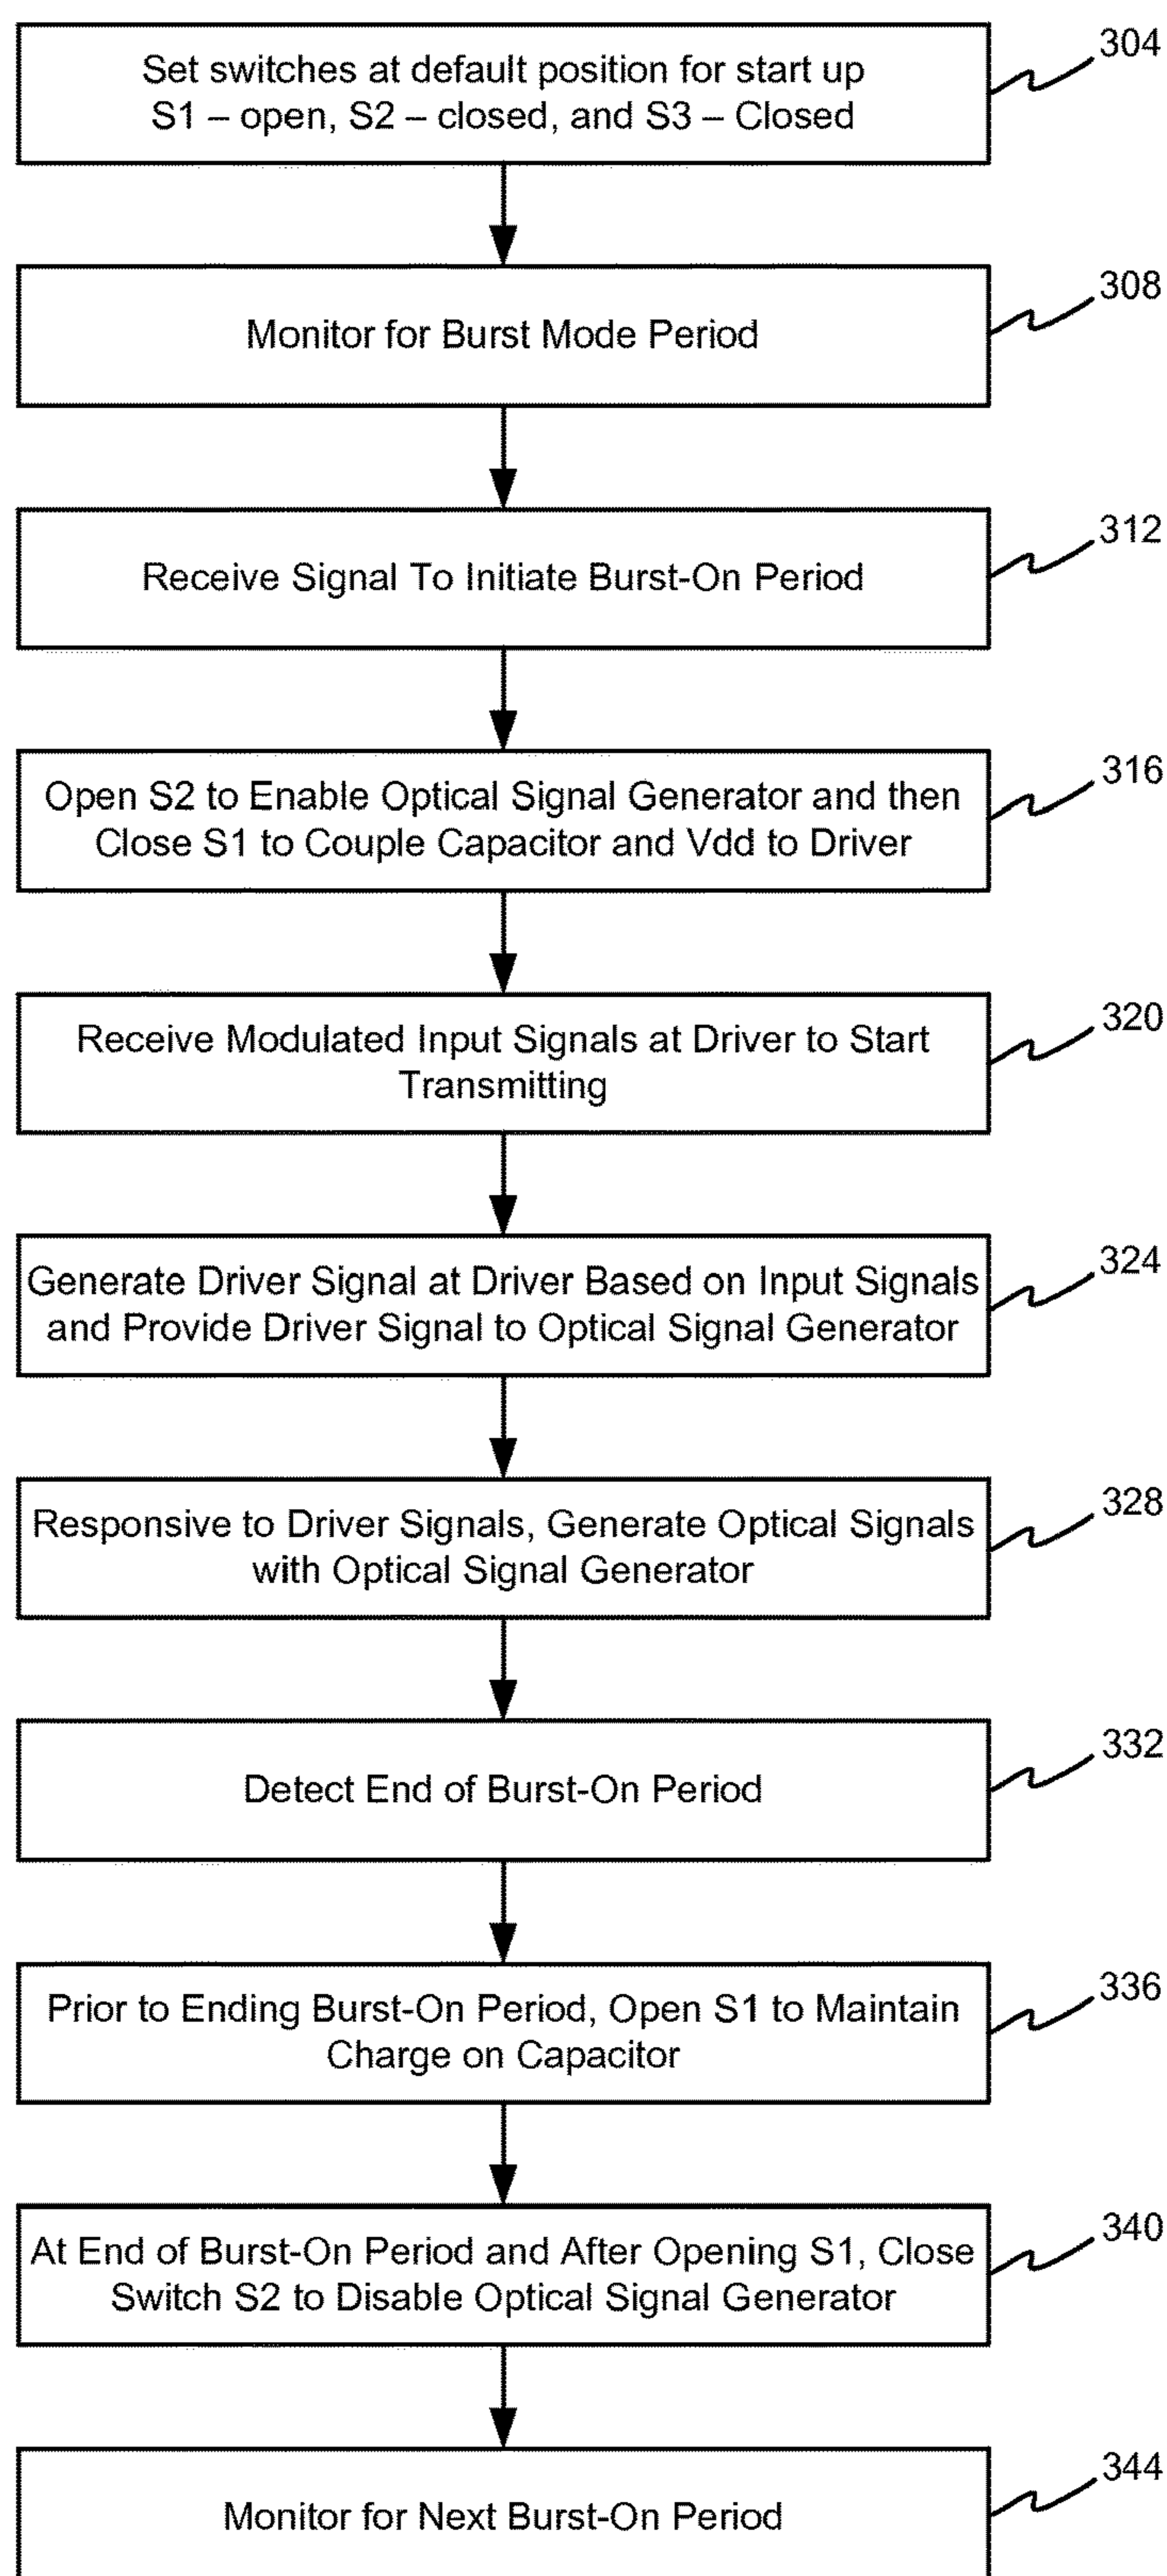 304
Set switches at default position for start up
S1 – open, S2 – closed, and S3 – Closed
308
Monitor for Burst Mode Period
312
Receive Signal To Initiate Burst-On Period
316
Open S2 to Enable Optical Signal Generator and then
Close S1 to Couple Capacitor and Vdd to Driver
320
Receive Modulated Input Signals at Driver to Start
Transmitting
324
Generate Driver Signal at Driver Based on Input Signals
and Provide Driver Signal to Optical Signal Generator
328
Responsive to Driver Signals, Generate Optical Signals
with Optical Signal Generator
332
Detect End of Burst-On Period
336
Prior to Ending Burst-On Period, Open S1 to Maintain
Charge on Capacitor
340
At End of Burst-On Period and After Opening S1, Close
Switch S2 to Disable Optical Signal Generator
344
Monitor for Next Burst-On Period